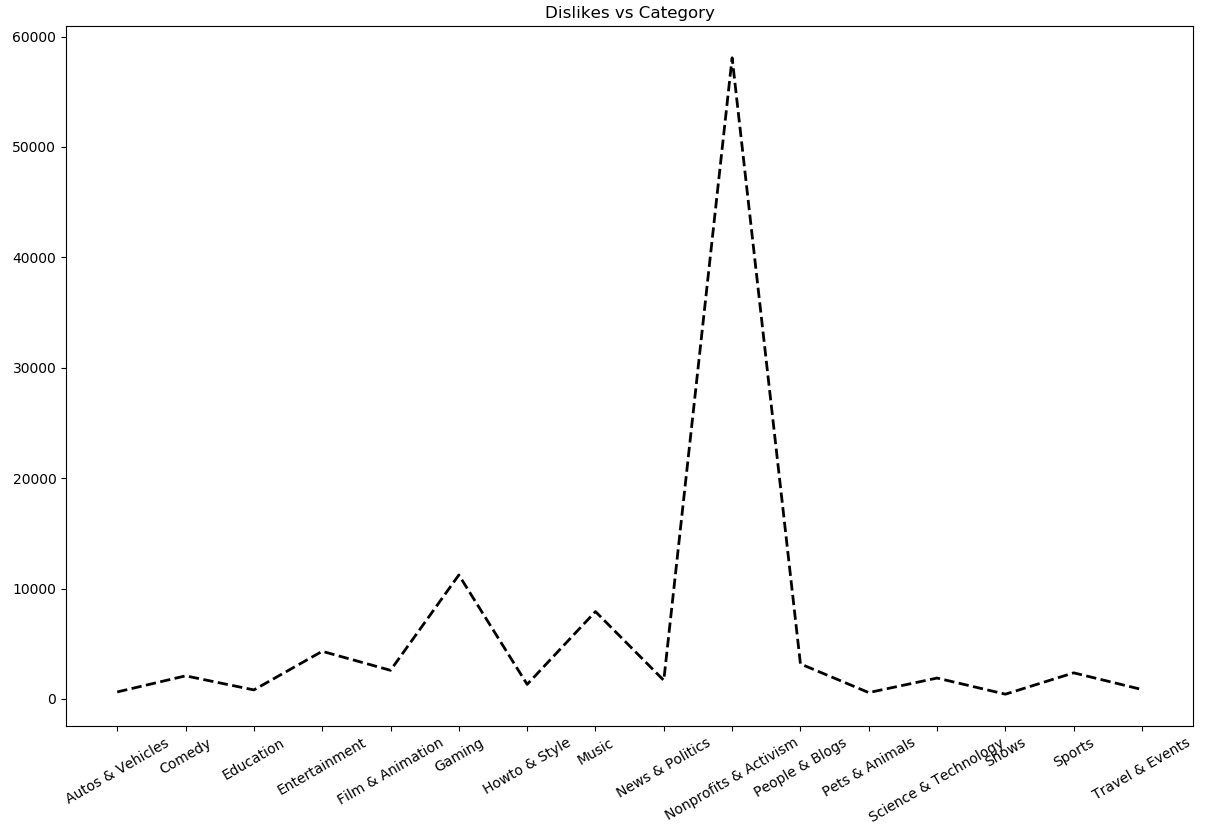 Dislikes vs Category
60000
50000
40000
30000
20000
10000
0
Autos & Vehicles
Comedy
Education
Entertainment
Film & Animation
Gaming
Howto & Style
Music
News & Politics
Nonprofits & Activism
People & Blogs
Pets & Animals
Science & Technology
Shows
Sports
Travel & Events